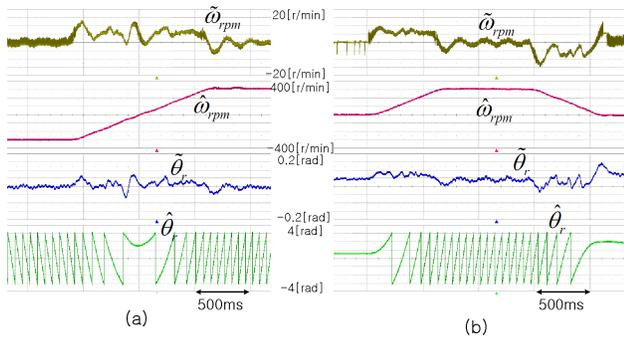 20[r/min]
ω̃rpm
ω̃rpm
-20[r/min]
400[r/min]
ω̂rpm
ω̂rpm
-400[r/min]
0.2[rad]
θ̃r
θ̃r
-0.2[rad]
θ̂r
θ̂r
4[rad]
-4[rad]
500ms
500ms
(a)
(b)